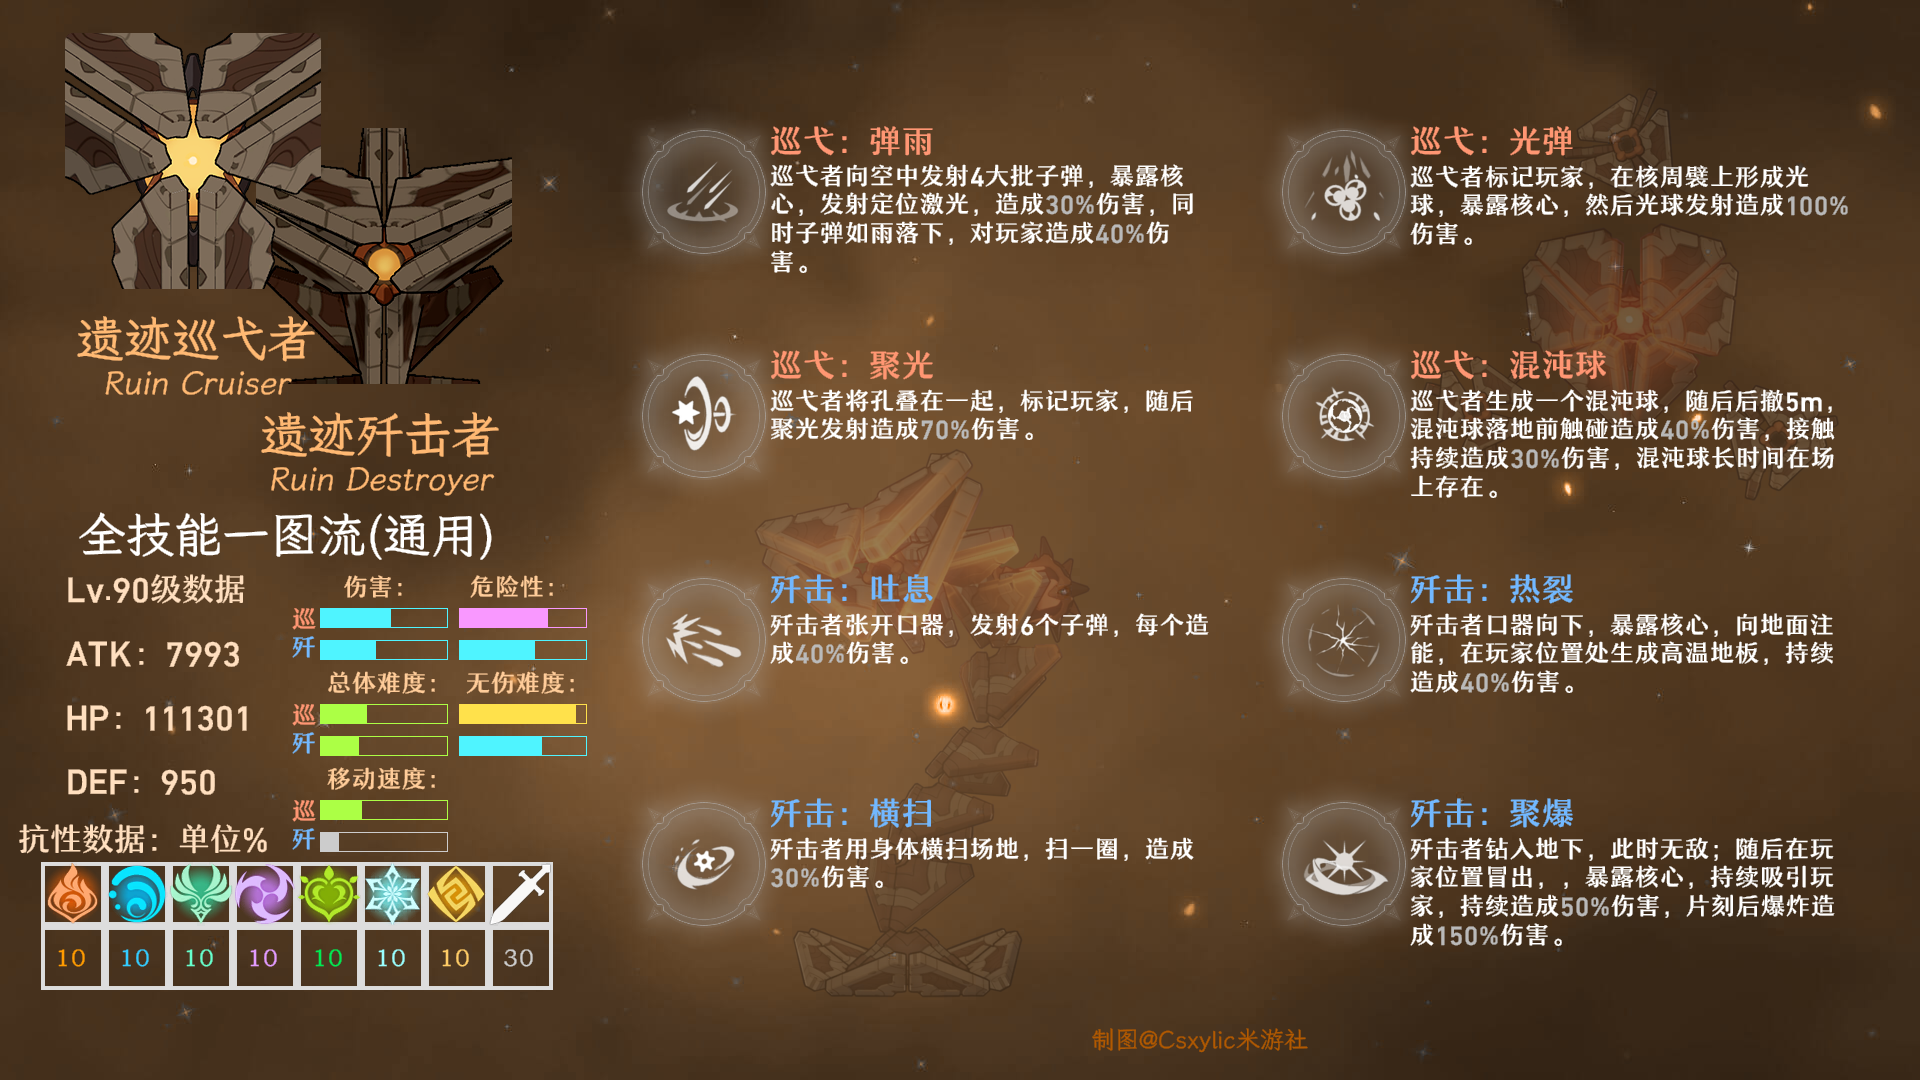 遗迹巡弋者
Ruin Cruiser
遗迹歼击者
Ruin Destroyer
全技能一图流(通用)
Lv.90级数据
ATK：7993
HP：111301
DEF：950
抗性数据：单位%
伤害：
危险性：
巡
歼
总体难度：
无伤难度：
巡
歼
移动速度：
巡
歼
10 10 10 10 10 10 10 30
巡弋：弹雨
巡弋者向空中发射4大批子弹，暴露核
心，发射定位激光，造成30%伤害，同
时子弹如雨落下，对玩家造成40%伤
害。
巡弋：光弹
巡弋者标记玩家，在核周襞上形成光
球，暴露核心，然后光球发射造成100%
伤害。
巡弋：聚光
巡弋者将孔叠在一起，标记玩家，随后
聚光发射造成70%伤害。
巡弋：混沌球
巡弋者生成一个混沌球，随后后撤5m，
混沌球落地前触碰造成40%伤害，接触
持续造成30%伤害，混沌球长时间在场
上存在。
歼击：吐息
歼击者张开口器，发射6个子弹，每个造
成40%伤害。
歼击：热裂
歼击者口器向下，暴露核心，向地面注
能，在玩家位置处生成高温地板，持续
造成40%伤害。
歼击：横扫
歼击者用身体横扫场地，扫一圈，造成
30%伤害。
歼击：聚爆
歼击者钻入地下，此时无敌；随后在玩
家位置冒出，，暴露核心，持续吸引玩
家，持续造成50%伤害，片刻后爆炸造
成150%伤害。
制图@Csxylic米游社